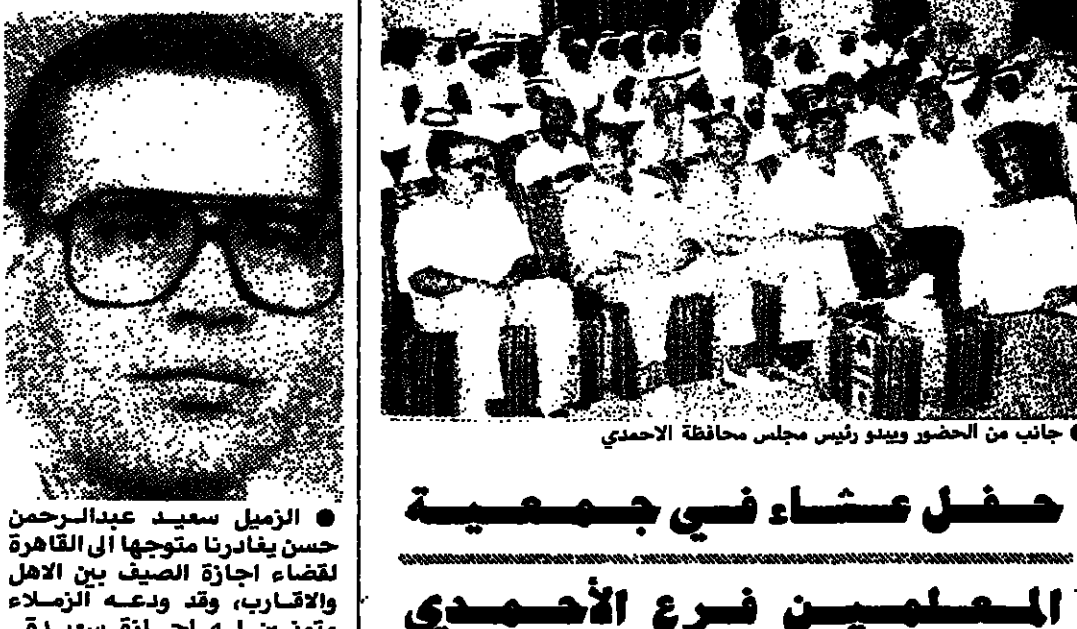 ● جانب من الحضور ويبدو رئيس مجلس محافظة الاحمدي
حفل عشاء في جمعية
المعلمين فرع الأحمدي
● الزميل سعيد عبدالرحمن
حسن يغادرنا متوجها الى القاهرة
لقضاء اجازة الصيف بين الاهل
والاقارب، وقد ودعه الزملاء